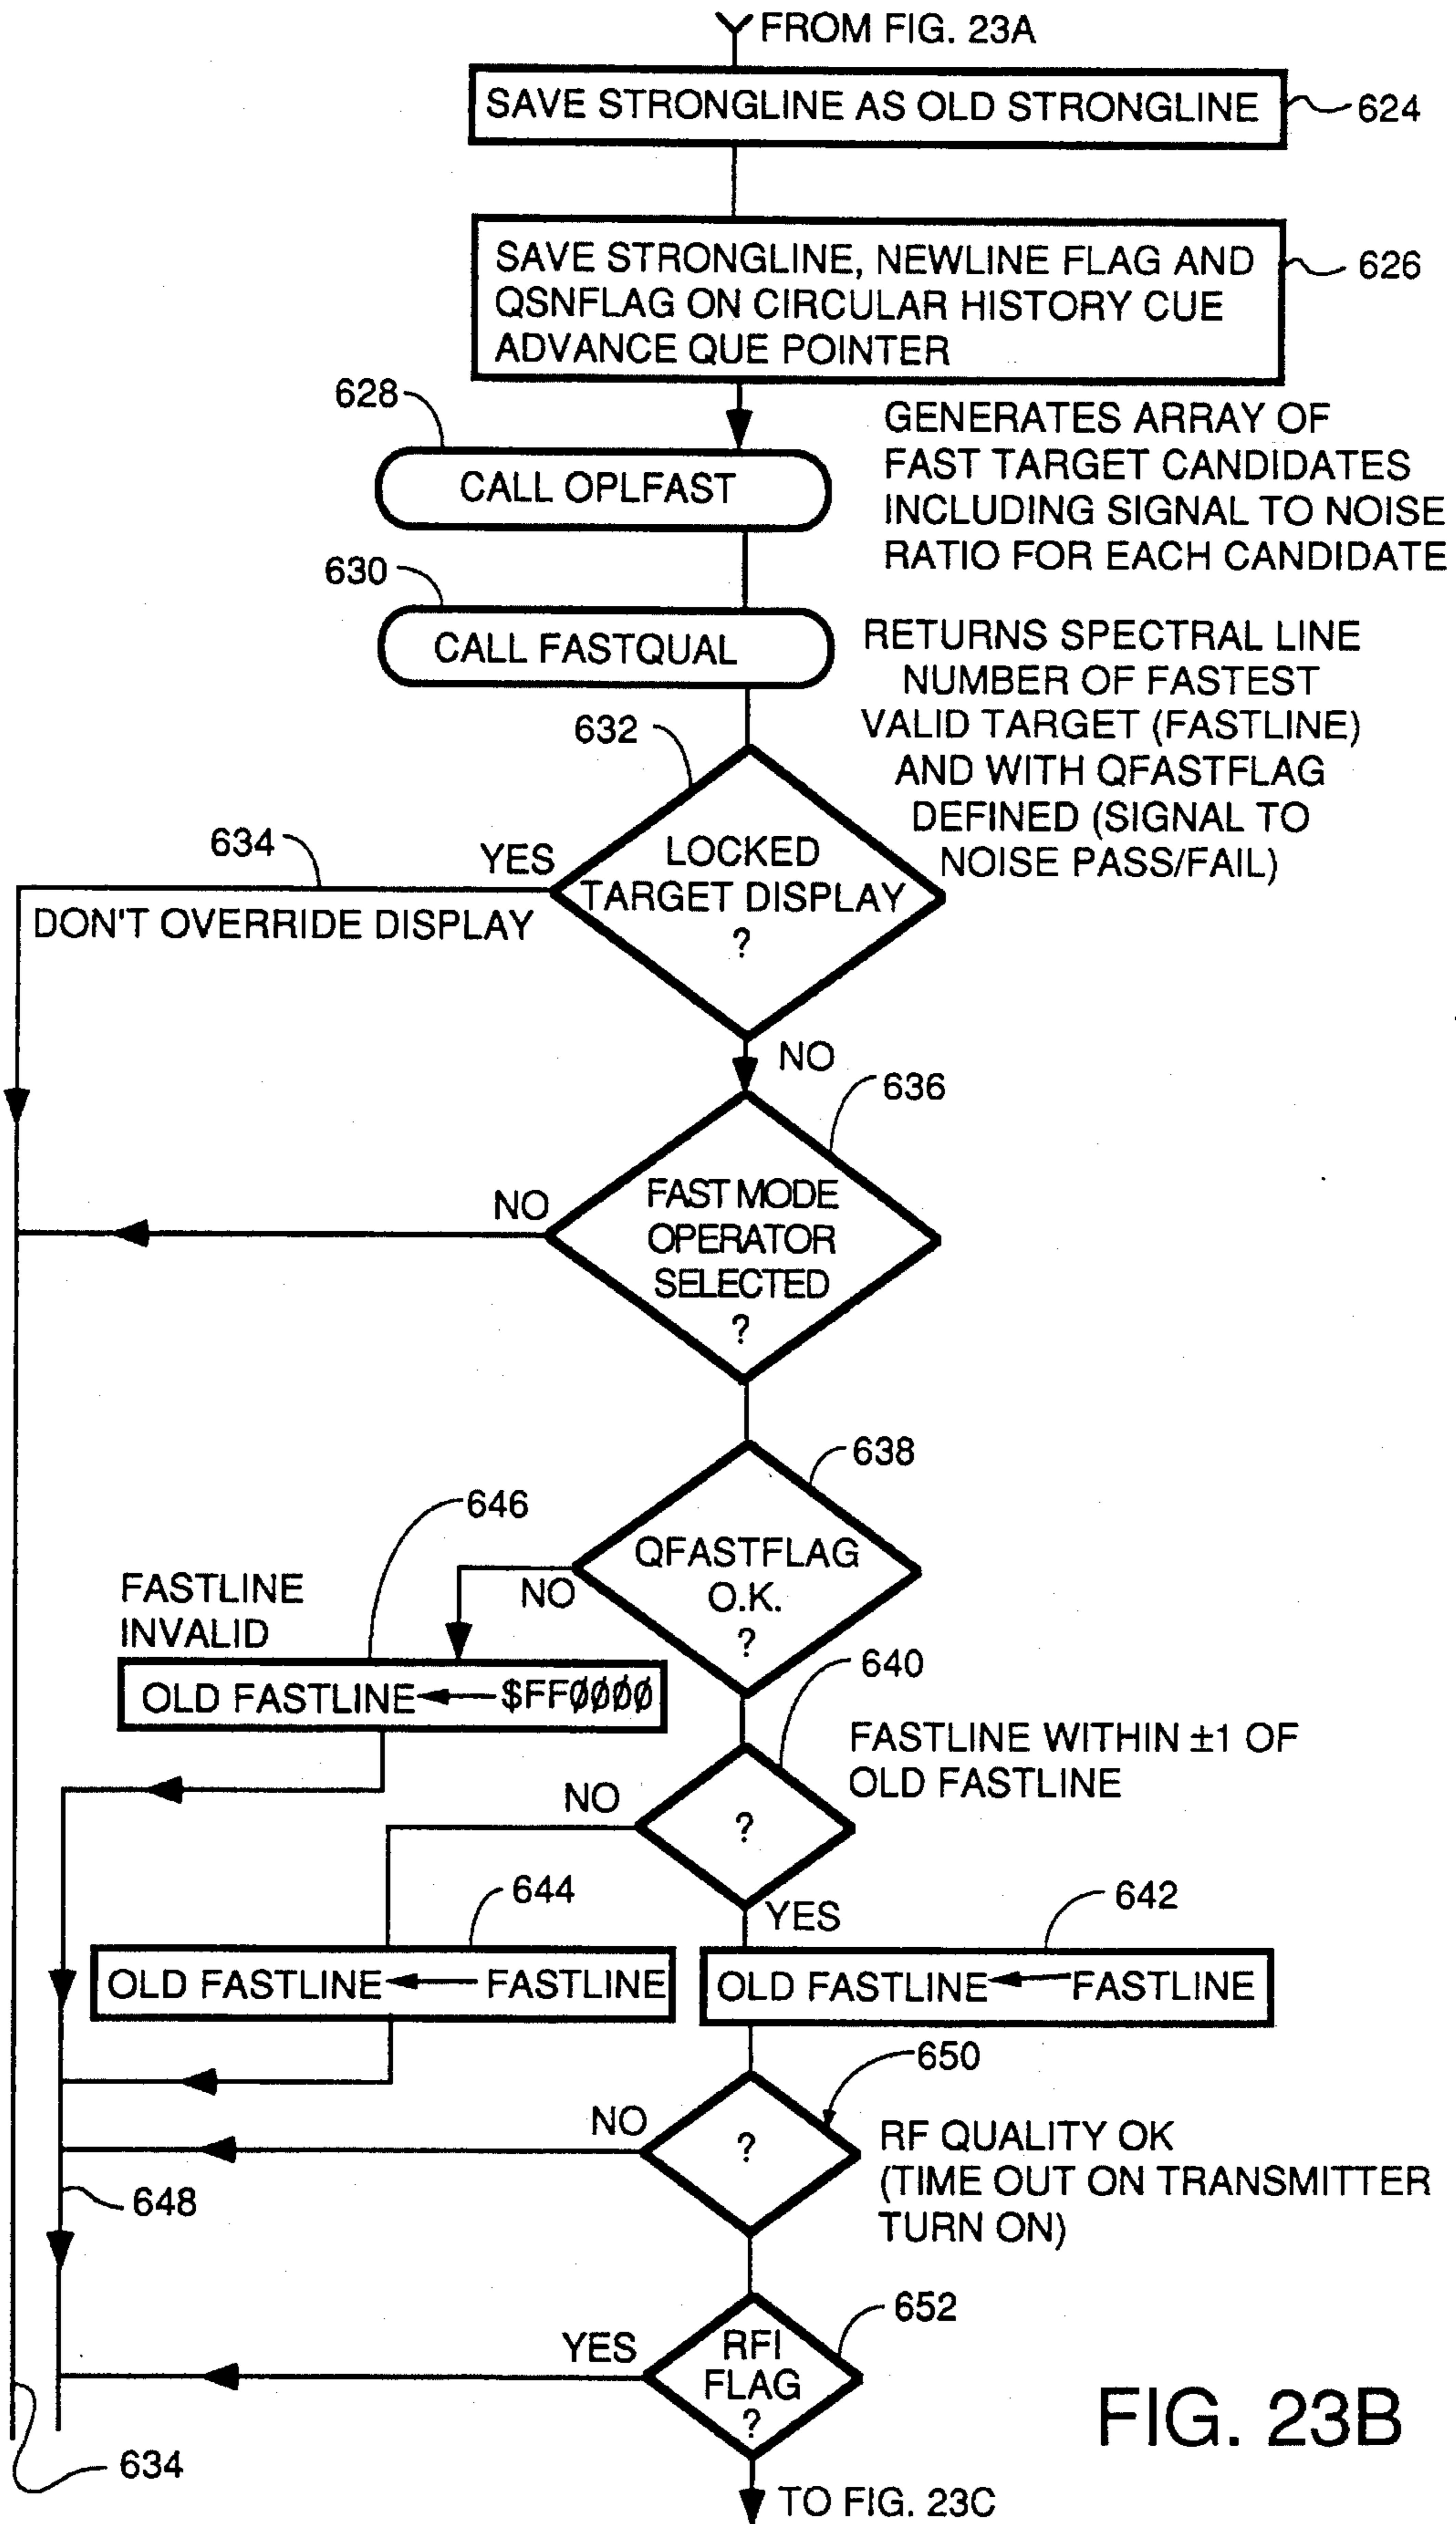 FROM FIG. 23A
SAVE STRONGLINE AS OLD STRONGLINE
624
SAVE STRONGLINE, NEWLINE FLAG AND
QSNFLAG ON CIRCULAR HISTORY CUE
ADVANCE QUE POINTER
626
628
CALL OPLFAST
GENERATES ARRAY OF
FAST TARGET CANDIDATES
INCLUDING SIGNAL TO NOISE
RATIO FOR EACH CANDIDATE
630
CALL FASTQUAL
RETURNS SPECTRAL LINE
NUMBER OF FASTEST
VALID TARGET (FASTLINE)
AND WITH QFASTFLAG
DEFINED (SIGNAL TO
NOISE PASS/FAIL)
632
LOCKED
TARGET DISPLAY
?
634
YES
DON'T OVERRIDE DISPLAY
NO
636
FAST MODE
OPERATOR
SELECTED
?
NO
638
QFASTFLAG
O.K.
?
NO
646
FASTLINE
INVALID
OLD FASTLINE ← $FF0000
640
FASTLINE WITHIN ±1 OF
OLD FASTLINE
?
NO
YES
644
OLD FASTLINE ← FASTLINE
642
OLD FASTLINE ← FASTLINE
650
?
NO
RF QUALITY OK
(TIME OUT ON TRANSMITTER
TURN ON)
648
652
RFI
FLAG
?
YES
634
FIG. 23B
TO FIG. 23C